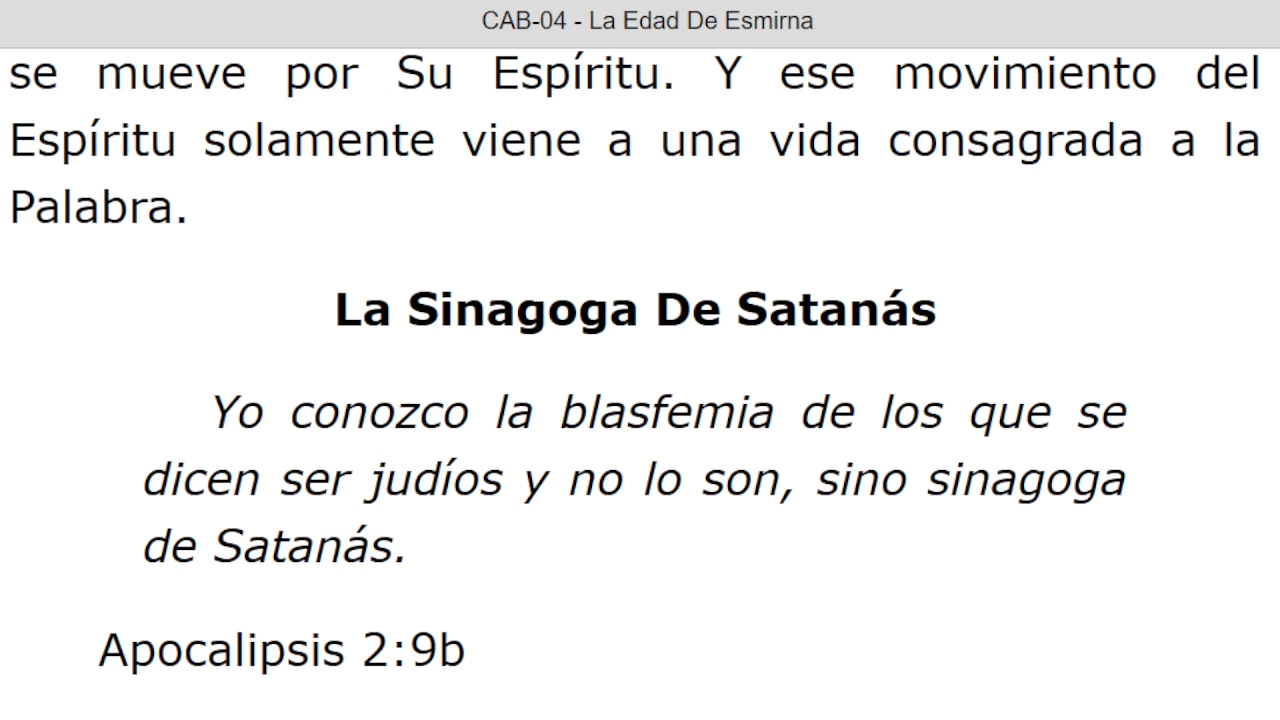 CAB-04 - La Edad De Esmirna
se mueve por Su Espíritu. Y ese movimiento del
Espíritu solamente viene a una vida consagrada a la
Palabra.
La Sinagoga De Satanás
Yo conozco la blasfemia de los que se
dicen ser judíos y no lo son, sino sinagoga
de Satanás.
Apocalipsis 2:9b